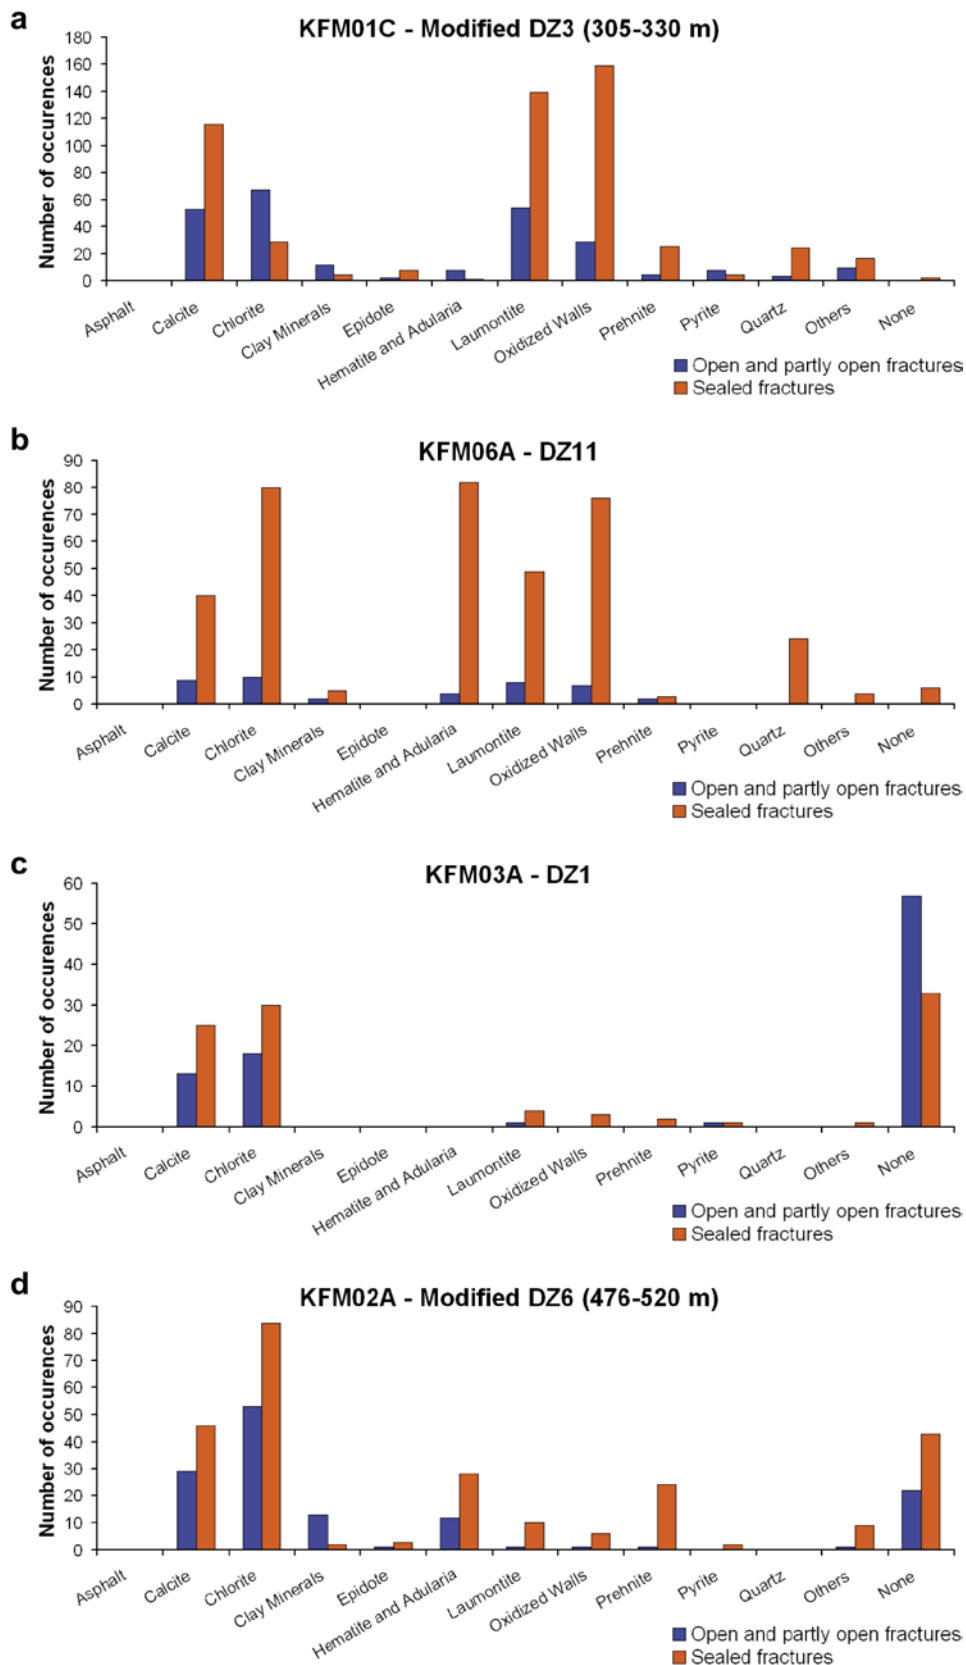 a
KFM01C - Modified DZ3 (305-330 m)
Number of occurences
180
160
140
120
100
80
60
40
20
0
Asphalt
Calcite
Chlorite
Clay Minerals
Epidote
Hematite and Adularia
Laumontite
Oxidized Walls
Prehnite
Pyrite
Quartz
Others
None
Open and partly open fractures
Sealed fractures
b
KFM06A - DZ11
Number of occurences
90
80
70
60
50
40
30
20
10
0
Asphalt
Calcite
Chlorite
Clay Minerals
Epidote
Hematite and Adularia
Laumontite
Oxidized Walls
Prehnite
Pyrite
Quartz
Others
None
Open and partly open fractures
Sealed fractures
c
KFM03A - DZ1
Number of occurences
60
50
40
30
20
10
0
Asphalt
Calcite
Chlorite
Clay Minerals
Epidote
Hematite and Adularia
Laumontite
Oxidized Walls
Prehnite
Pyrite
Quartz
Others
None
Open and partly open fractures
Sealed fractures
d
KFM02A - Modified DZ6 (476-520 m)
Number of occurences
90
80
70
60
50
40
30
20
10
0
Asphalt
Calcite
Chlorite
Clay Minerals
Epidote
Hematite and Adularia
Laumontite
Oxidized Walls
Prehnite
Pyrite
Quartz
Others
None
Open and partly open fractures
Sealed fractures